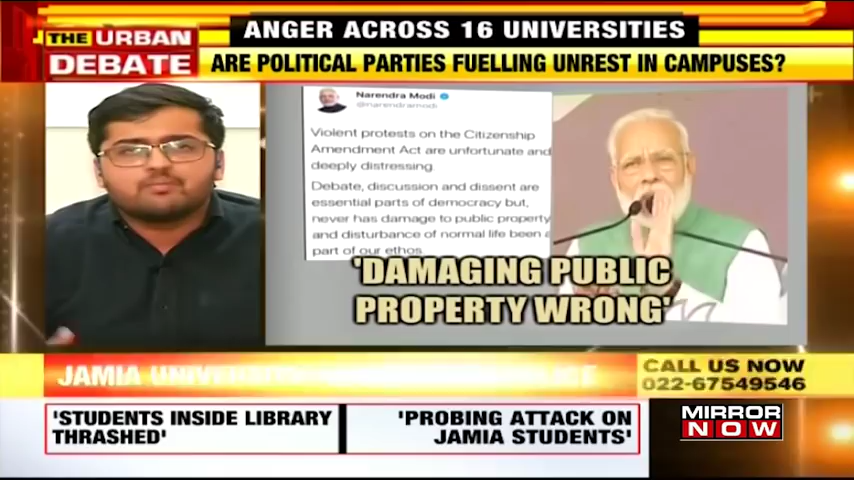 THE URBAN
DEBATE
ANGER ACROSS 16 UNIVERSITIES
ARE POLITICAL PARTIES FUELLING UNREST IN CAMPUSES?
Narendra Modi
@narendramodi
Violent protests on the Citizenship
Amendment Act are unfortunate and
deeply distressing.
Debate, discussion and dissent are
essential parts of democracy but,
never has damage to public property
and disturbance of normal life been a
part of our ethos.
'DAMAGING PUBLIC
PROPERTY WRONG'
JAMIA
CALL US NOW
022-67549546
'STUDENTS INSIDE LIBRARY
THRASHED'
'PROBING ATTACK ON
JAMIA STUDENTS'
MIRROR
NOW